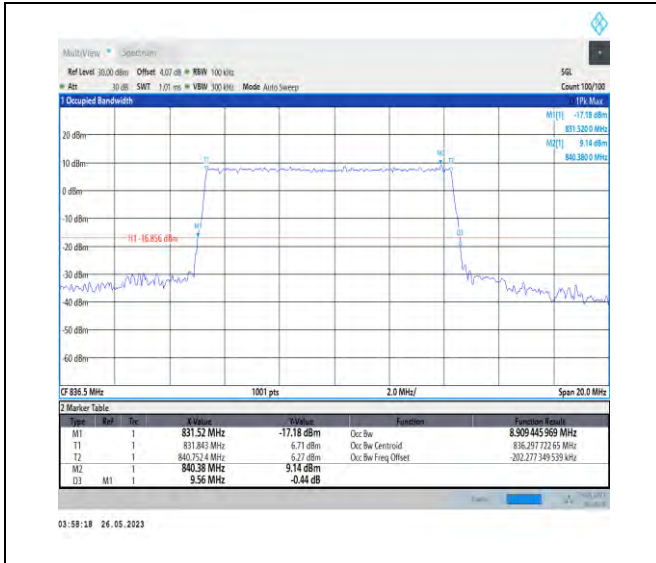 MultiView Spectrum
Ref Level 30.00 dBm Offset 4.07 dB RBW 100 kHz SGL
Att 30 dB SWT 1.01 ms VBW 300 kHz Mode Auto Sweep Count 100/100
1 Occupied Bandwidth 1Pk Max
M1[1] -17.18 dBm
831.520 0 MHz
M2[1] 9.14 dBm
840.380 0 MHz
20 dBm
10 dBm
0 dBm
-10 dBm
-20 dBm
-30 dBm
-40 dBm
-50 dBm
-60 dBm
T1
M2
T2
M1
D3
H1 -16.856 dBm
CF 836.5 MHz 1001 pts 2.0 MHz/ Span 20.0 MHz
2 Marker Table
Type Ref Trc X-Value Y-Value Function Function Result
M1 1 831.52 MHz -17.18 dBm Occ Bw 8.909 445 969 MHz
T1 1 831.843 MHz 6.71 dBm Occ Bw Centroid 836.297 722 65 MHz
T2 1 840.752 4 MHz 6.27 dBm Occ Bw Freq Offset -202.277 349 539 kHz
M2 1 840.38 MHz 9.14 dBm
D3 M1 1 9.56 MHz -0.44 dB
03:58:18 26.05.2023